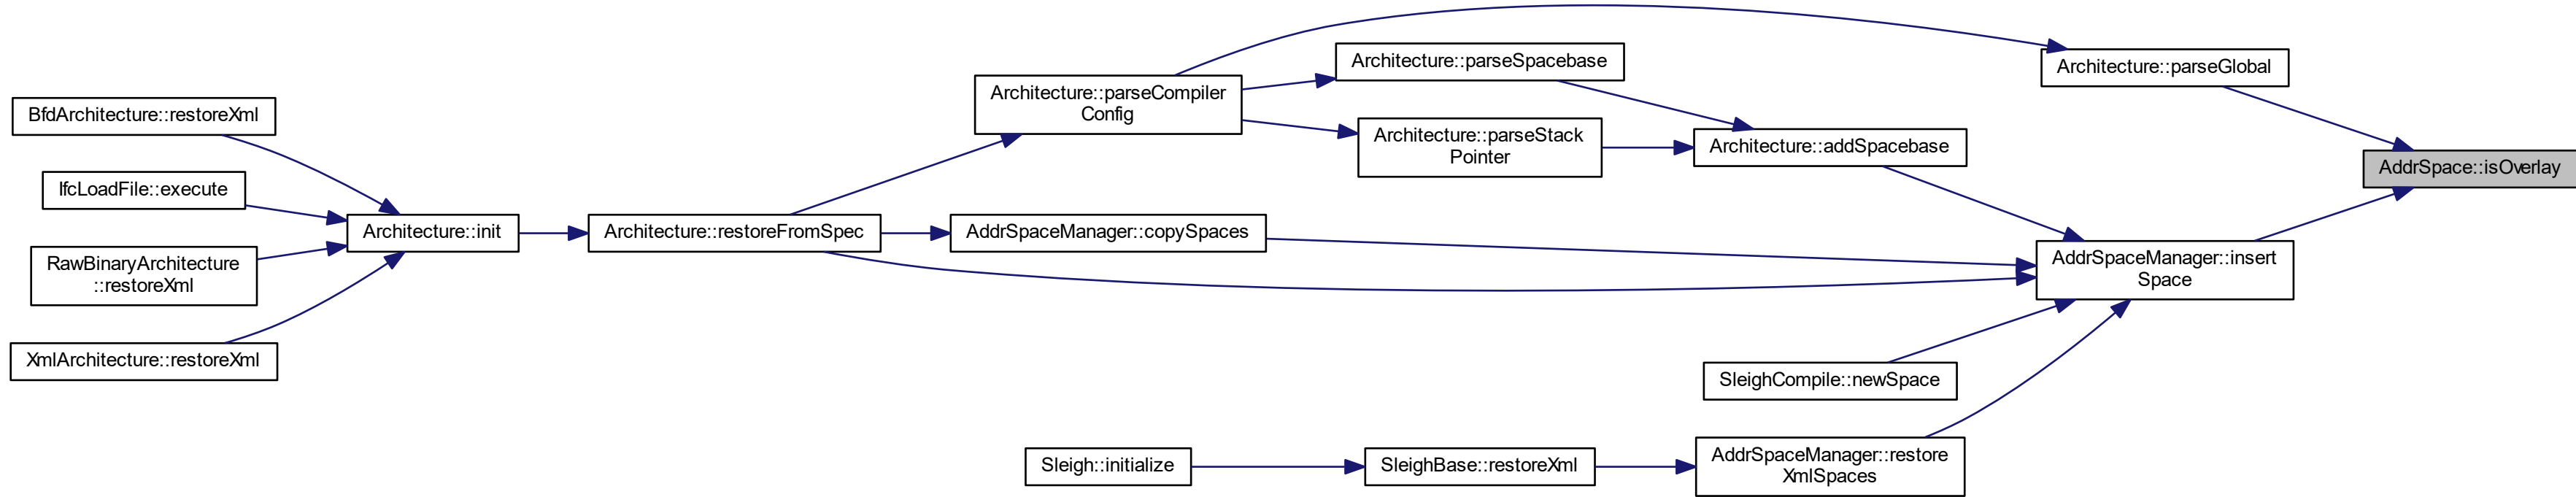 BfdArchitecture::restoreXml
IfcLoadFile::execute
RawBinaryArchitecture
::restoreXml
XmlArchitecture::restoreXml
Architecture::init
Architecture::restoreFromSpec
Architecture::parseCompiler
Config
AddrSpaceManager::copySpaces
Sleigh::initialize
Architecture::parseSpacebase
Architecture::parseStack
Pointer
SleighBase::restoreXml
Architecture::addSpacebase
SleighCompile::newSpace
AddrSpaceManager::restore
XmlSpaces
Architecture::parseGlobal
AddrSpaceManager::insert
Space
AddrSpace::isOverlay